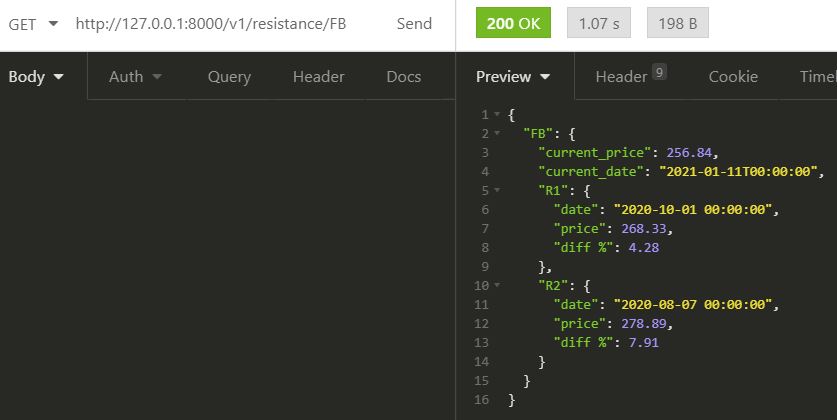 GET http://127.0.0.1:8000/v1/resistance/FB Send 200 OK 1.07 s 198 B
Body Auth Query Header Docs Preview Header 9 Cookie Timel
1 {
2 "FB": {
3 "current_price": 256.84,
4 "current_date": "2021-01-11T00:00:00",
5 "R1": {
6 "date": "2020-10-01 00:00:00",
7 "price": 268.33,
8 "diff %": 4.28
9 },
10 "R2": {
11 "date": "2020-08-07 00:00:00",
12 "price": 278.89,
13 "diff %": 7.91
14 }
15 }
16 }